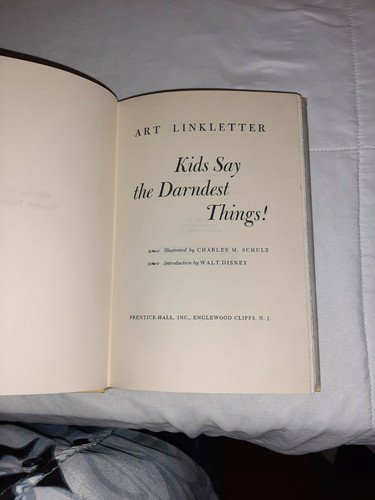 ART LINKLETTER
Kids Say
the Darndest
Things!
Illustrated by CHARLES M. SCHULZ
Introduction by WALT DISNEY
PRENTICE-HALL, INC., ENGLEWOOD CLIFFS, N. J.